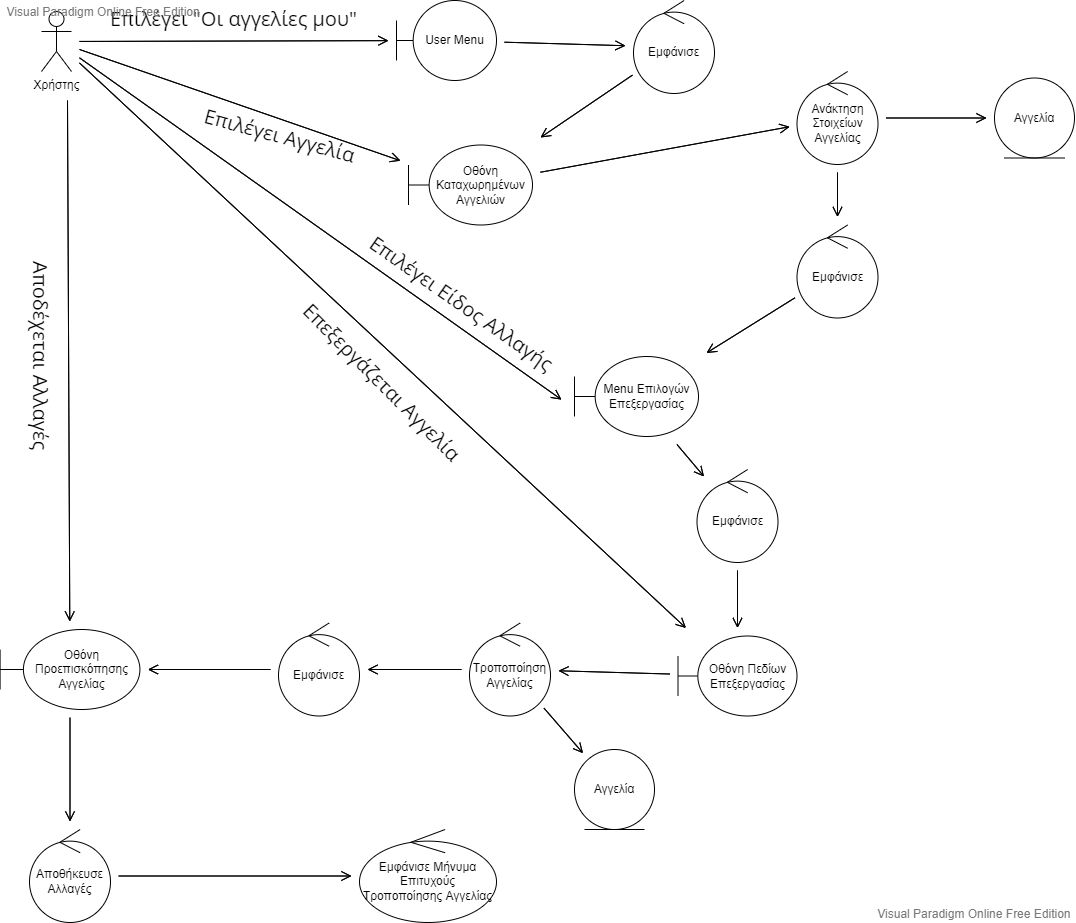 Visual Paradigm Online Free Edition
Επιλέγει "Οι αγγελίες μου"
User Menu
Εμφάνισε
Χρήστης
Επιλέγει Αγγελία
Ανάκτηση
Στοιχείων
Αγγελίας
Αγγελία
Οθόνη
Καταχωρημένων
Αγγελιών
Εμφάνισε
Επιλέγει Είδος Αλλαγής
Αποδέχεται Αλλαγές
Επεξεργάζεται Αγγελία
Menu Επιλογών
Επεξεργασίας
Εμφάνισε
Οθόνη
Προεπισκόπησης
Αγγελίας
Εμφάνισε
Τροποποίηση
Αγγελίας
Οθόνη Πεδίων
Επεξεργασίας
Αγγελία
Αποθήκευσε
Αλλαγές
Εμφάνισε Μήνυμα
Επιτυχούς
Τροποποίησης Αγγελίας
Visual Paradigm Online Free Edition